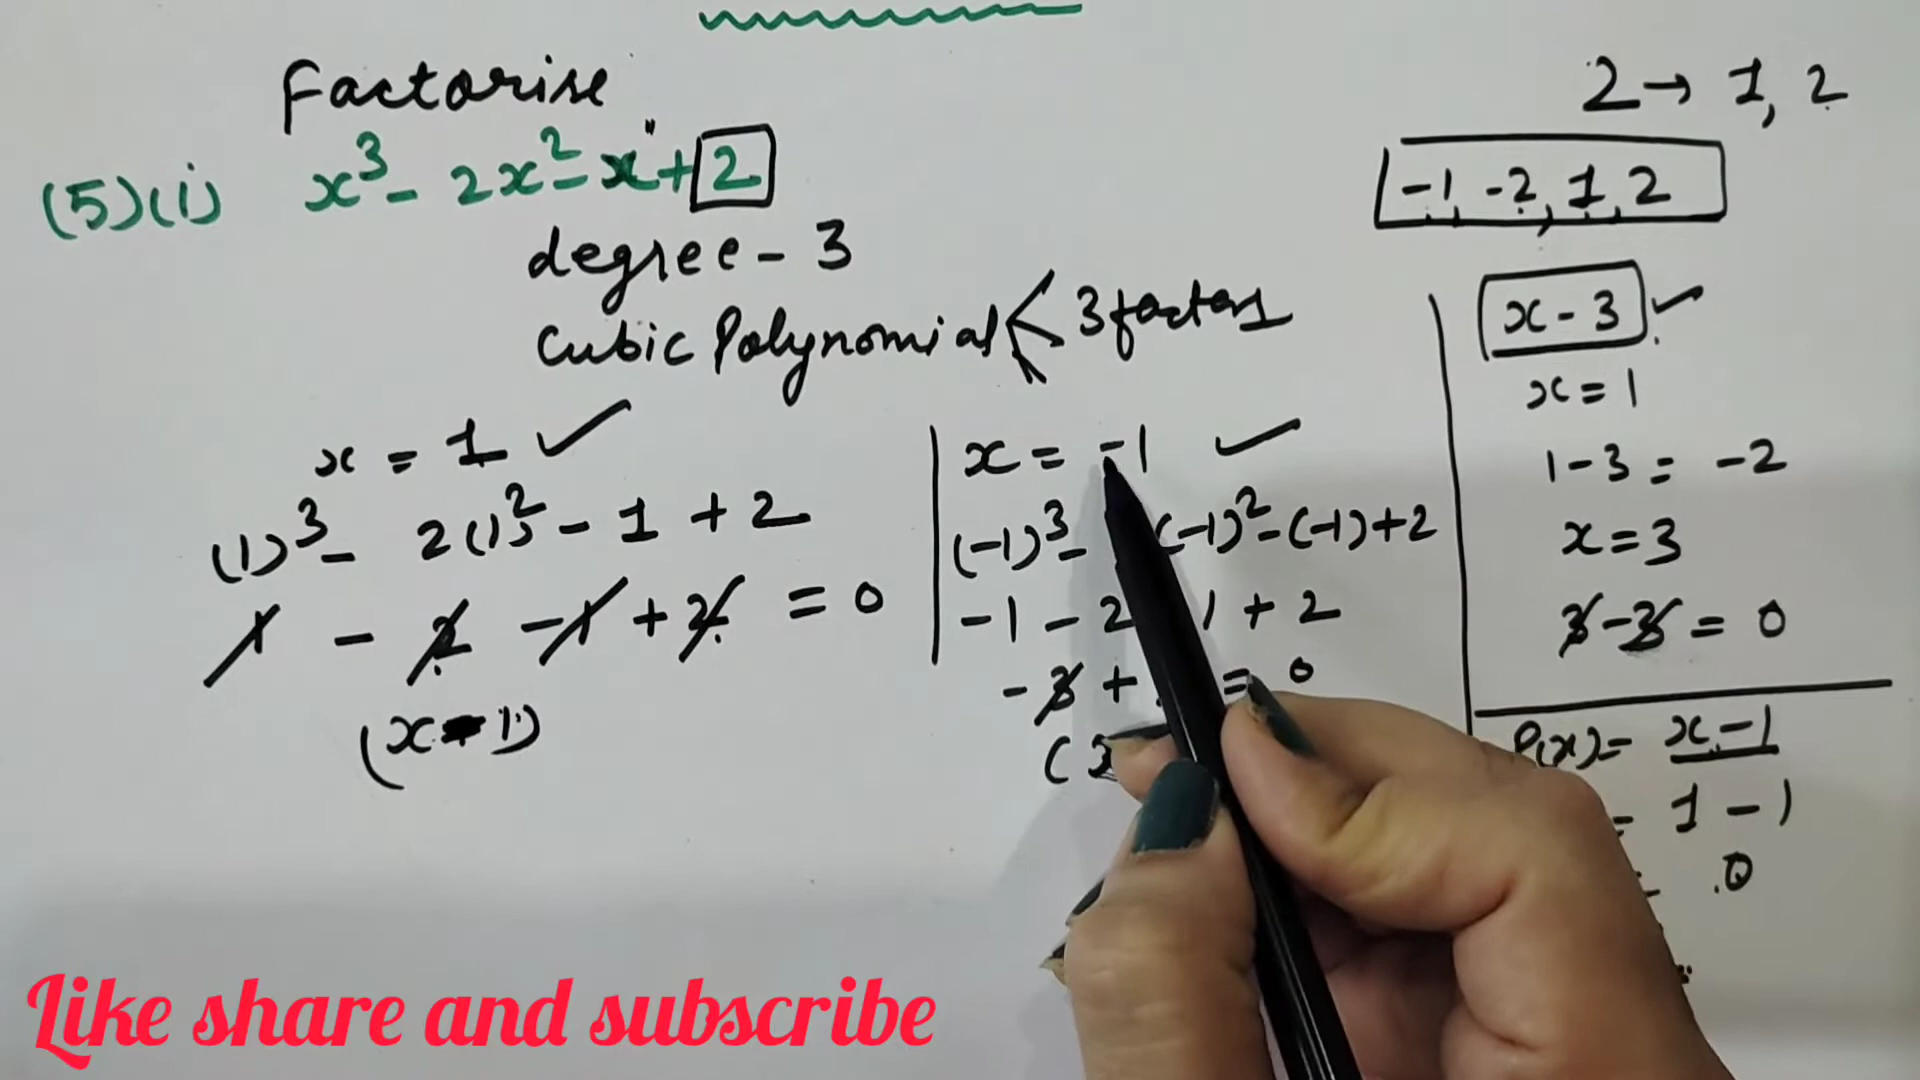 Factorise
(5)(i) x³ - 2x² - x + 2
degree - 3
Cubic Polynomial < 3 factors
x = 1 ✓
(1)³ - 2(1)² - 1 + 2
1 - 2 - 1 + 2 = 0
(x - 1)
x = -1 ✓
(-1)³ - (-1)² - (-1) + 2
-1 - 2 1 + 2
-3 + = 0
2 → 1, 2
-1, -2, 1, 2
x - 3 ✓
x = 1
1 - 3 = -2
x = 3
3 - 3 = 0
P(x) = x - 1
= 1 - 1
= 0
Like share and subscribe